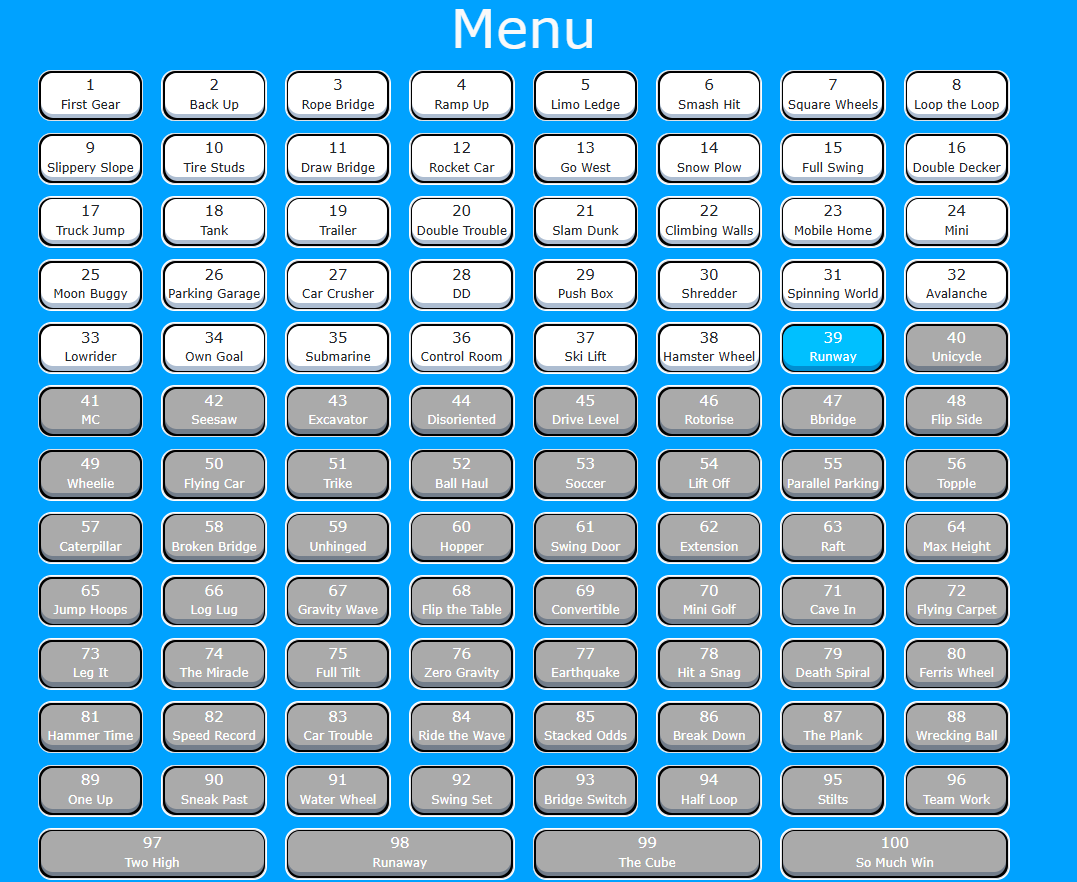 Menu
1 2 3 4 5 6 7 8
First Gear Back Up Rope Bridge Ramp Up Limo Ledge Smash Hit Square Wheels Loop the Loop
9 10 11 12 13 14 15 16
Slippery Slope Tire Studs Draw Bridge Rocket Car Go West Snow Plow Full Swing Double Decker
17 18 19 20 21 22 23 24
Truck Jump Tank Trailer Double Trouble Slam Dunk Climbing Walls Mobile Home Mini
25 26 27 28 29 30 31 32
Moon Buggy Parking Garage Car Crusher DD Push Box Shredder Spinning World Avalanche
33 34 35 36 37 38 39 40
Lowrider Own Goal Submarine Control Room Ski Lift Hamster Wheel Runway Unicycle
41 42 43 44 45 46 47 48
MC Seesaw Excavator Disoriented Drive Level Rotorise Bbridge Flip Side
49 50 51 52 53 54 55 56
Wheelie Flying Car Trike Ball Haul Soccer Lift Off Parallel Parking Topple
57 58 59 60 61 62 63 64
Caterpillar Broken Bridge Unhinged Hopper Swing Door Extension Raft Max Height
65 66 67 68 69 70 71 72
Jump Hoops Log Lug Gravity Wave Flip the Table Convertible Mini Golf Cave In Flying Carpet
73 74 75 76 77 78 79 80
Leg It The Miracle Full Tilt Zero Gravity Earthquake Hit a Snag Death Spiral Ferris Wheel
81 82 83 84 85 86 87 88
Hammer Time Speed Record Car Trouble Ride the Wave Stacked Odds Break Down The Plank Wrecking Ball
89 90 91 92 93 94 95 96
One Up Sneak Past Water Wheel Swing Set Bridge Switch Half Loop Stilts Team Work
97 98 99 100
Two High Runaway The Cube So Much Win